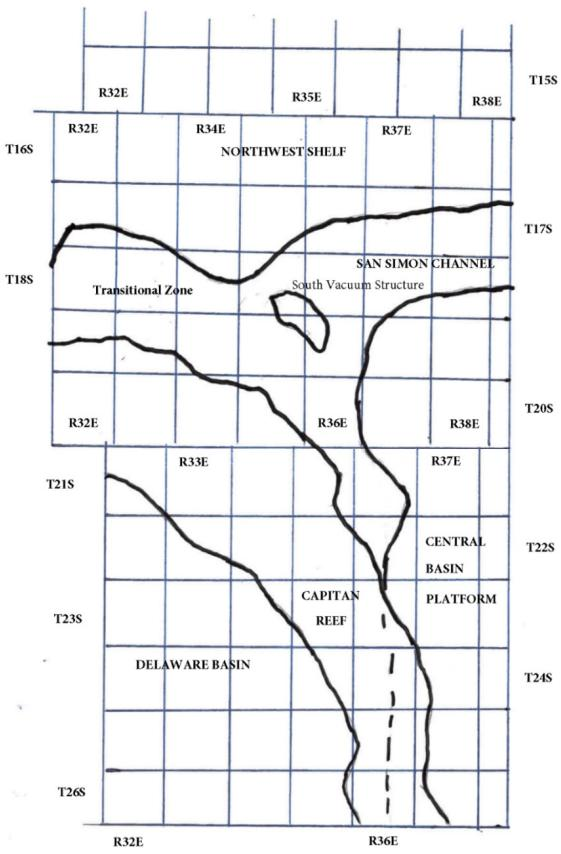 T15S
R32E
R35E
R38E
R32E
R34E
R37E
T16S
NORTHWEST SHELF
T17S
SAN SIMON CHANNEL
T18S
South Vacuum Structure
Transitional Zone
T20S
R32E
R36E
R38E
R33E
R37E
T21S
CENTRAL
T22S
BASIN
CAPITAN
PLATFORM
REEF
T23S
DELAWARE BASIN
T24S
T26S
R32E
R36E